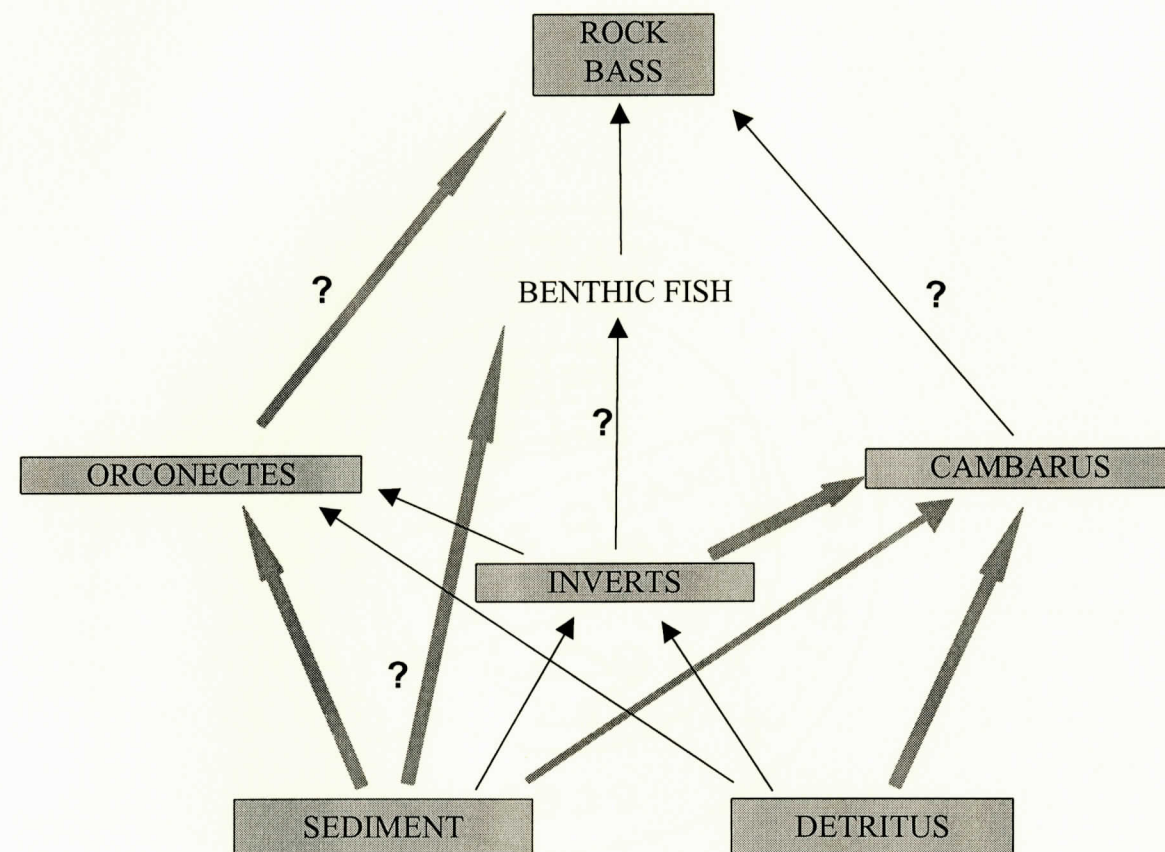 ROCK
BASS
?
BENTHIC FISH
?
?
ORCONECTES
CAMBARUS
INVERTS
?
SEDIMENT
DETRITUS